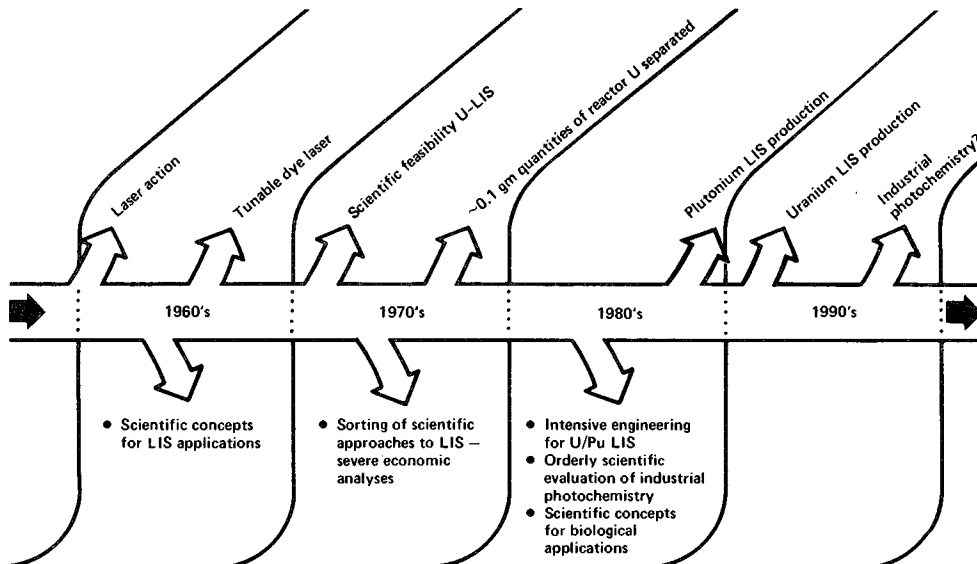 Laser action
Tunable dye laser
Scientific feasibility U-LIS
~0.1 gm quantities of reactor U separated
Plutonium LIS production
Uranium LIS production
Industrial
photochemistry?
1960's
1970's
1980's
1990's
● Scientific concepts
for LIS applications
● Sorting of scientific
approaches to LIS —
severe economic
analyses
● Intensive engineering
for U/Pu LIS
● Orderly scientific
evaluation of industrial
photochemistry
● Scientific concepts
for biological
applications